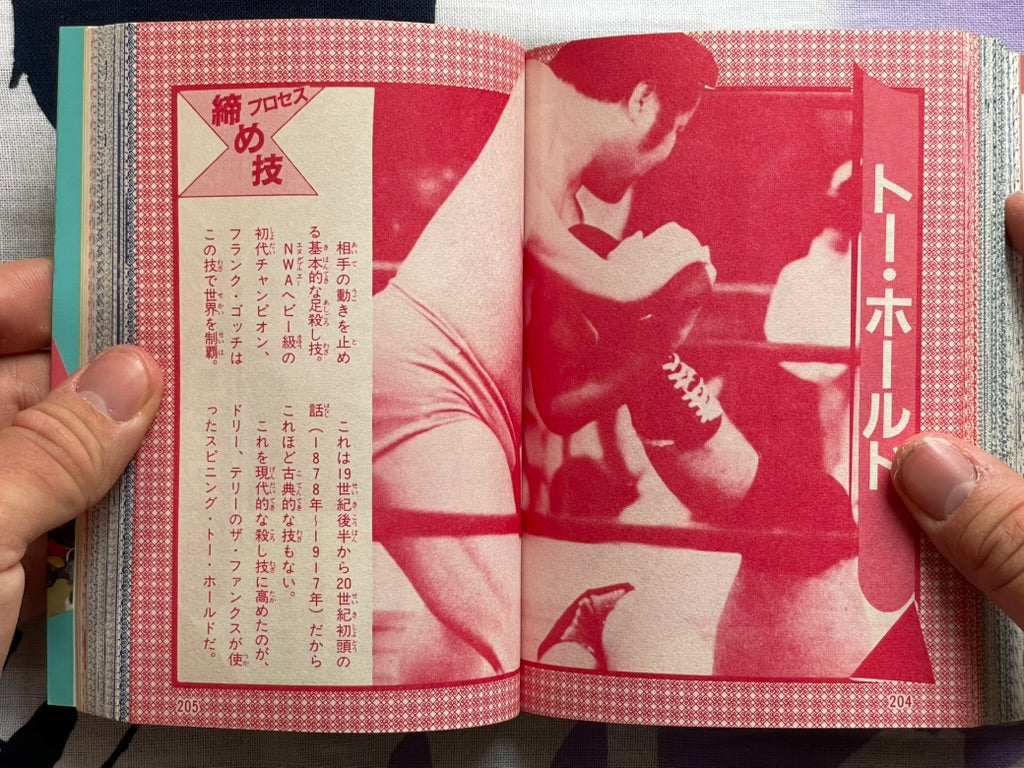 トー・ホールド
204
締め技
プロセス
相手の動きを止め
る基本的な足殺し技。
NWAヘビー級の
初代チャンピオン、
フランク・ゴッチは
この技で世界を制覇。
これは19世紀後半から20世紀初頭の
話(1878年〜1917年)だから
これほど古典的な技もない。
これを現代的な殺し技に高めたのが、
ドリー、テリーのザ・ファンクスが使
ったスピニング・トー・ホールドだ。
205